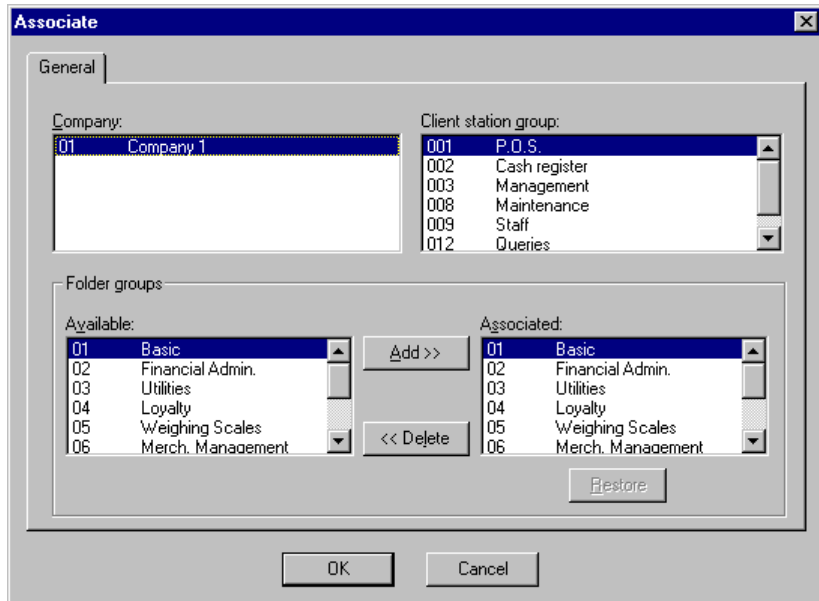 Associate
General
Company:
01 Company 1
Client station group:
001 P.O.S.
002 Cash register
003 Management
008 Maintenance
009 Staff
012 Queries
Folder groups
Available:
01 Basic
02 Financial Admin.
03 Utilities
04 Loyalty
05 Weighing Scales
06 Merch. Management
Add >>
<< Delete
Associated:
01 Basic
02 Financial Admin.
03 Utilities
04 Loyalty
05 Weighing Scales
06 Merch. Management
Restore
OK
Cancel